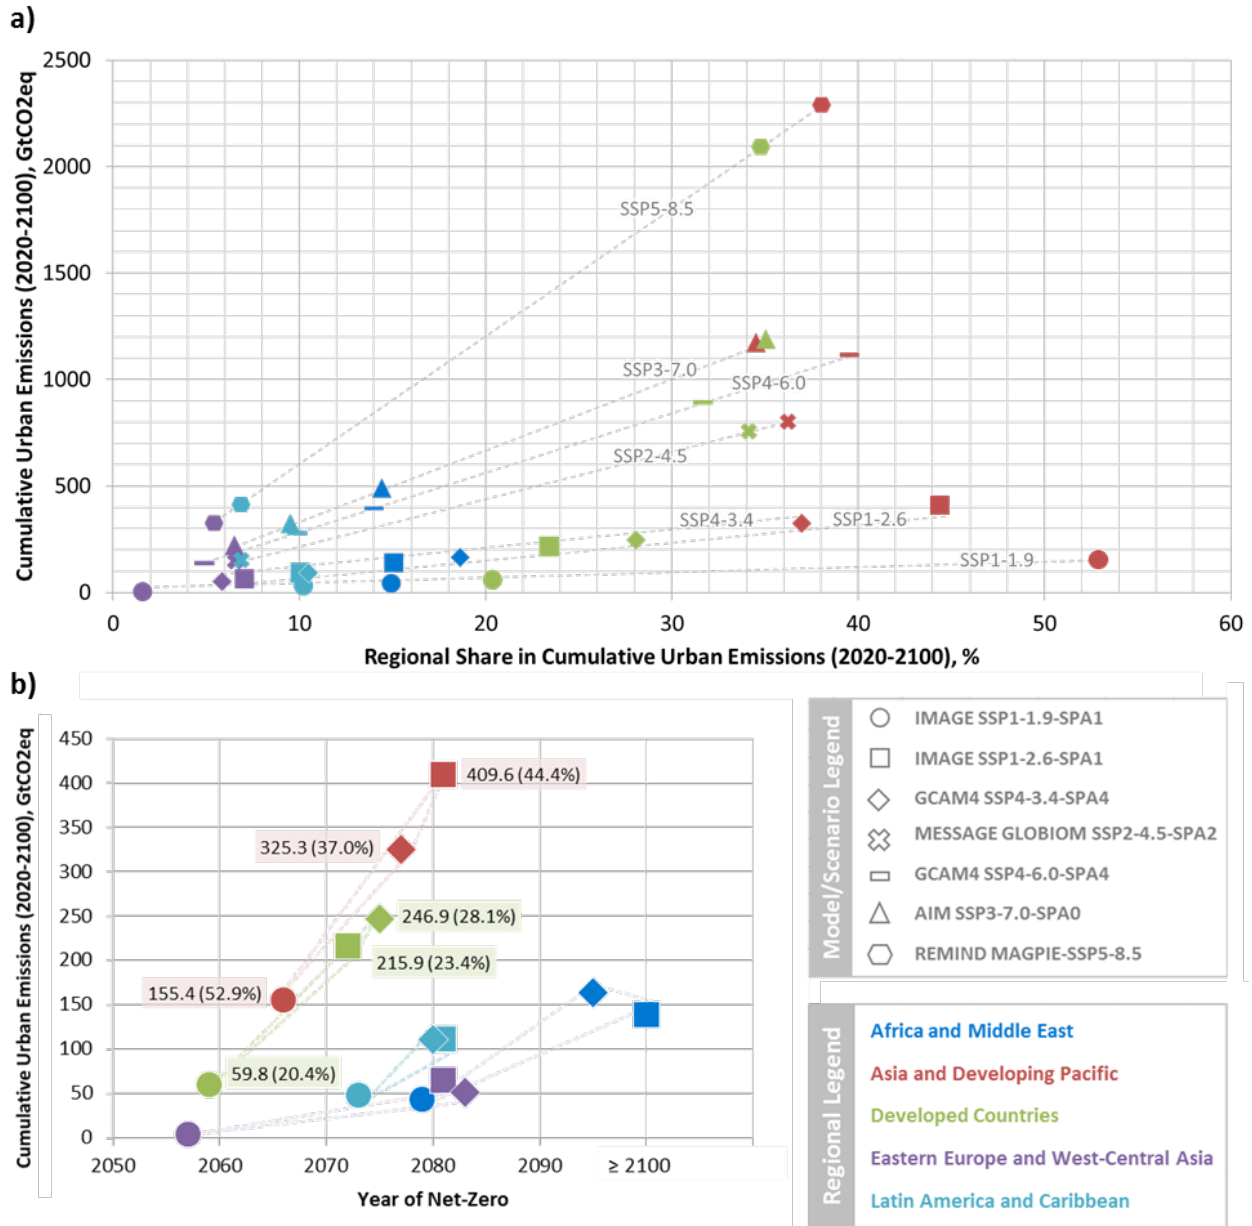 a)
Cumulative Urban Emissions (2020-2100), GtCO2eq
2500
2000
1500
1000
500
0
SSP5-8.5
SSP3-7.0
SSP4-6.0
SSP2-4.5
SSP4-3.4
SSP1-2.6
SSP1-1.9
0 10 20 30 40 50 60
Regional Share in Cumulative Urban Emissions (2020-2100), %
b)
Cumulative Urban Emissions (2020-2100), GtCO2eq
450
400
350
300
250
200
150
100
50
0
409.6 (44.4%)
325.3 (37.0%)
246.9 (28.1%)
215.9 (23.4%)
155.4 (52.9%)
59.8 (20.4%)
2050 2060 2070 2080 2090 ≥ 2100
Year of Net-Zero
Model/Scenario Legend
IMAGE SSP1-1.9-SPA1
IMAGE SSP1-2.6-SPA1
GCAM4 SSP4-3.4-SPA4
MESSAGE GLOBIOM SSP2-4.5-SPA2
GCAM4 SSP4-6.0-SPA4
AIM SSP3-7.0-SPA0
REMIND MAGPIE-SSP5-8.5
Regional Legend
Africa and Middle East
Asia and Developing Pacific
Developed Countries
Eastern Europe and West-Central Asia
Latin America and Caribbean